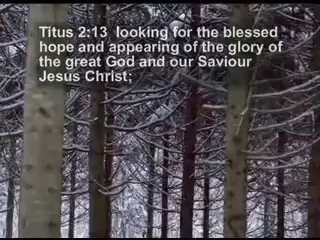 Titus 2:13  looking for the blessed
hope and appearing of the glory of
the great God and our Saviour
Jesus Christ;